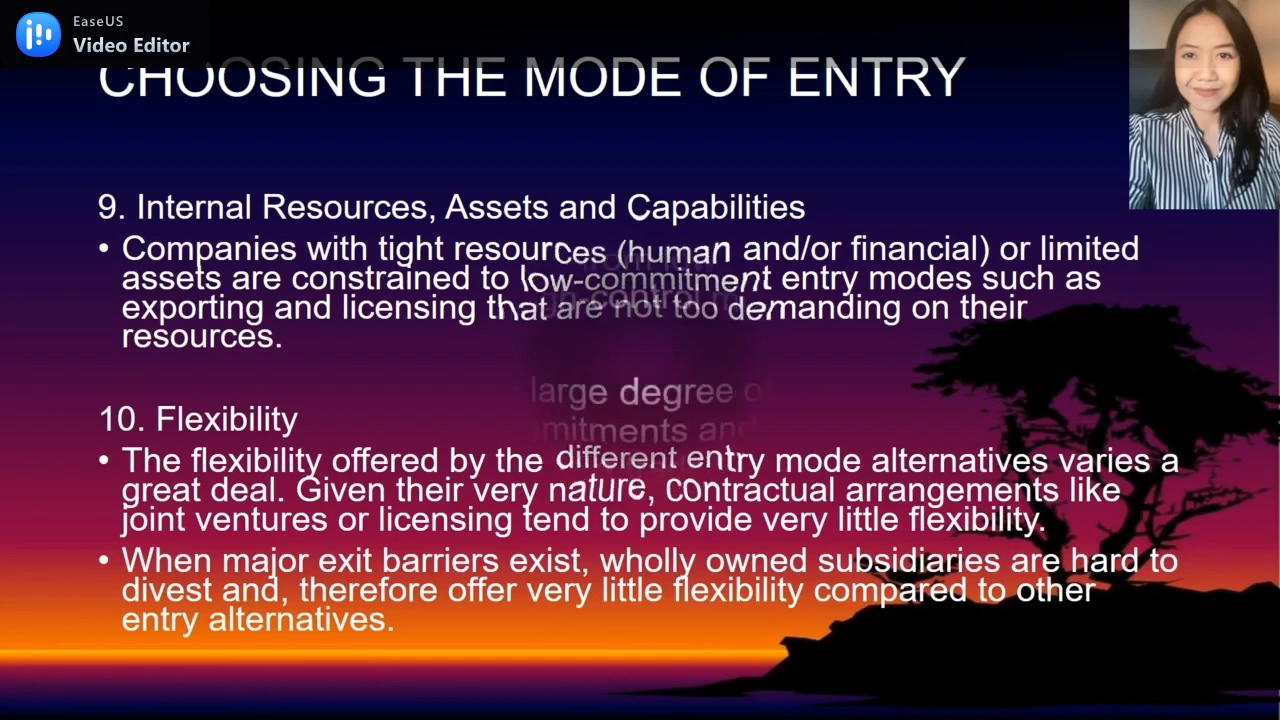 EaseUS
Video Editor
CHOOSING THE MODE OF ENTRY
9. Internal Resources, Assets and Capabilities
• Companies with tight resources (human and/or financial) or limited
assets are constrained to low-commitment entry modes such as
exporting and licensing that are not too demanding on their
resources.
large degree
10. Flexibility
• The flexibility offered by the different entry mode alternatives varies a
great deal. Given their very nature, contractual arrangements like
joint ventures or licensing tend to provide very little flexibility.
• When major exit barriers exist, wholly owned subsidiaries are hard to
divest and, therefore offer very little flexibility compared to other
entry alternatives.